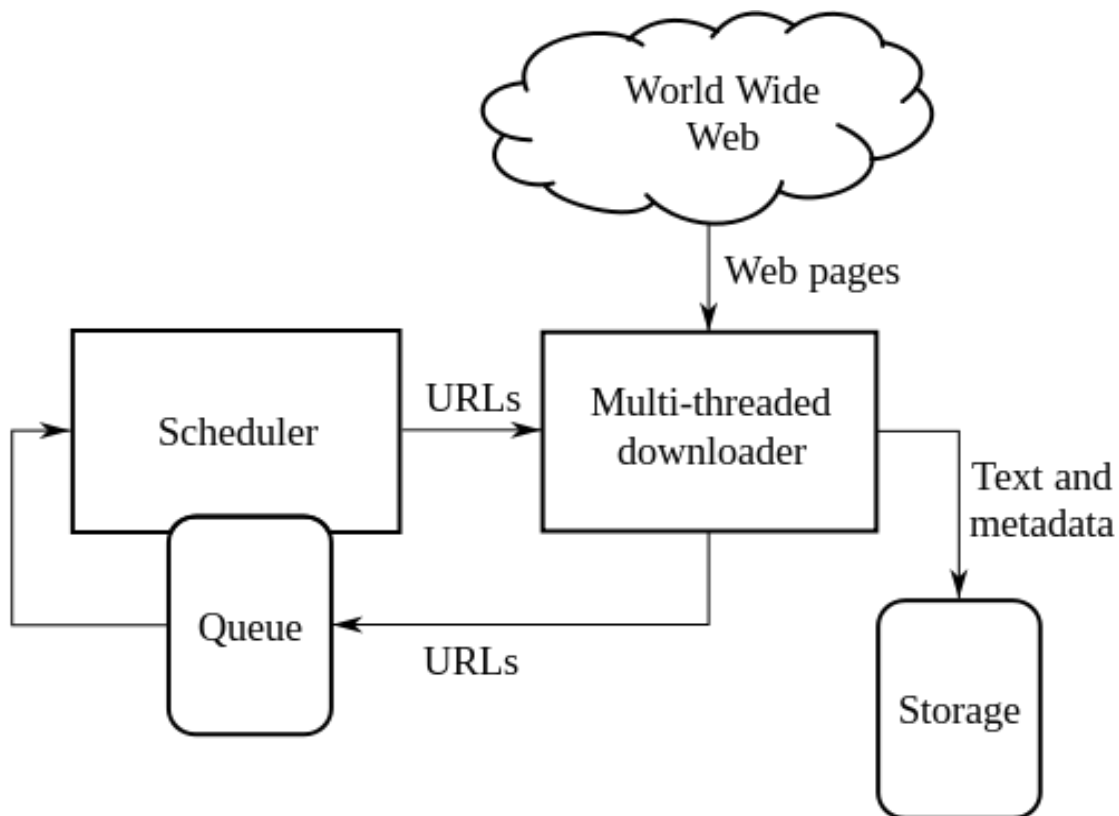 World Wide
Web
Web pages
Scheduler
URLs
Multi-threaded
downloader
Text and
metadata
Queue
URLs
Storage